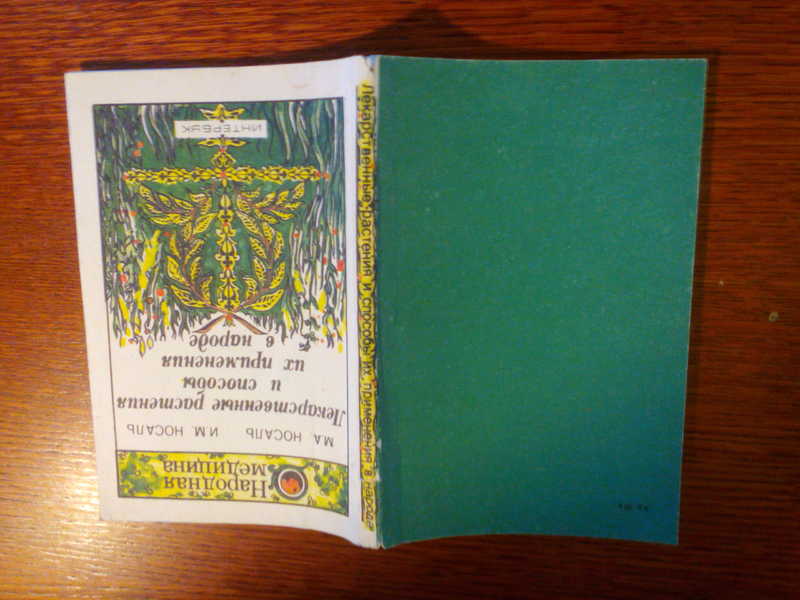 Народная
медицина
М.А. НОСАЛЬ И.М. НОСАЛЬ
Лекарственные растения
и способы
их применения
в народе
ИНТЕРБУК
Лекарственные растения и способы их применения в народе